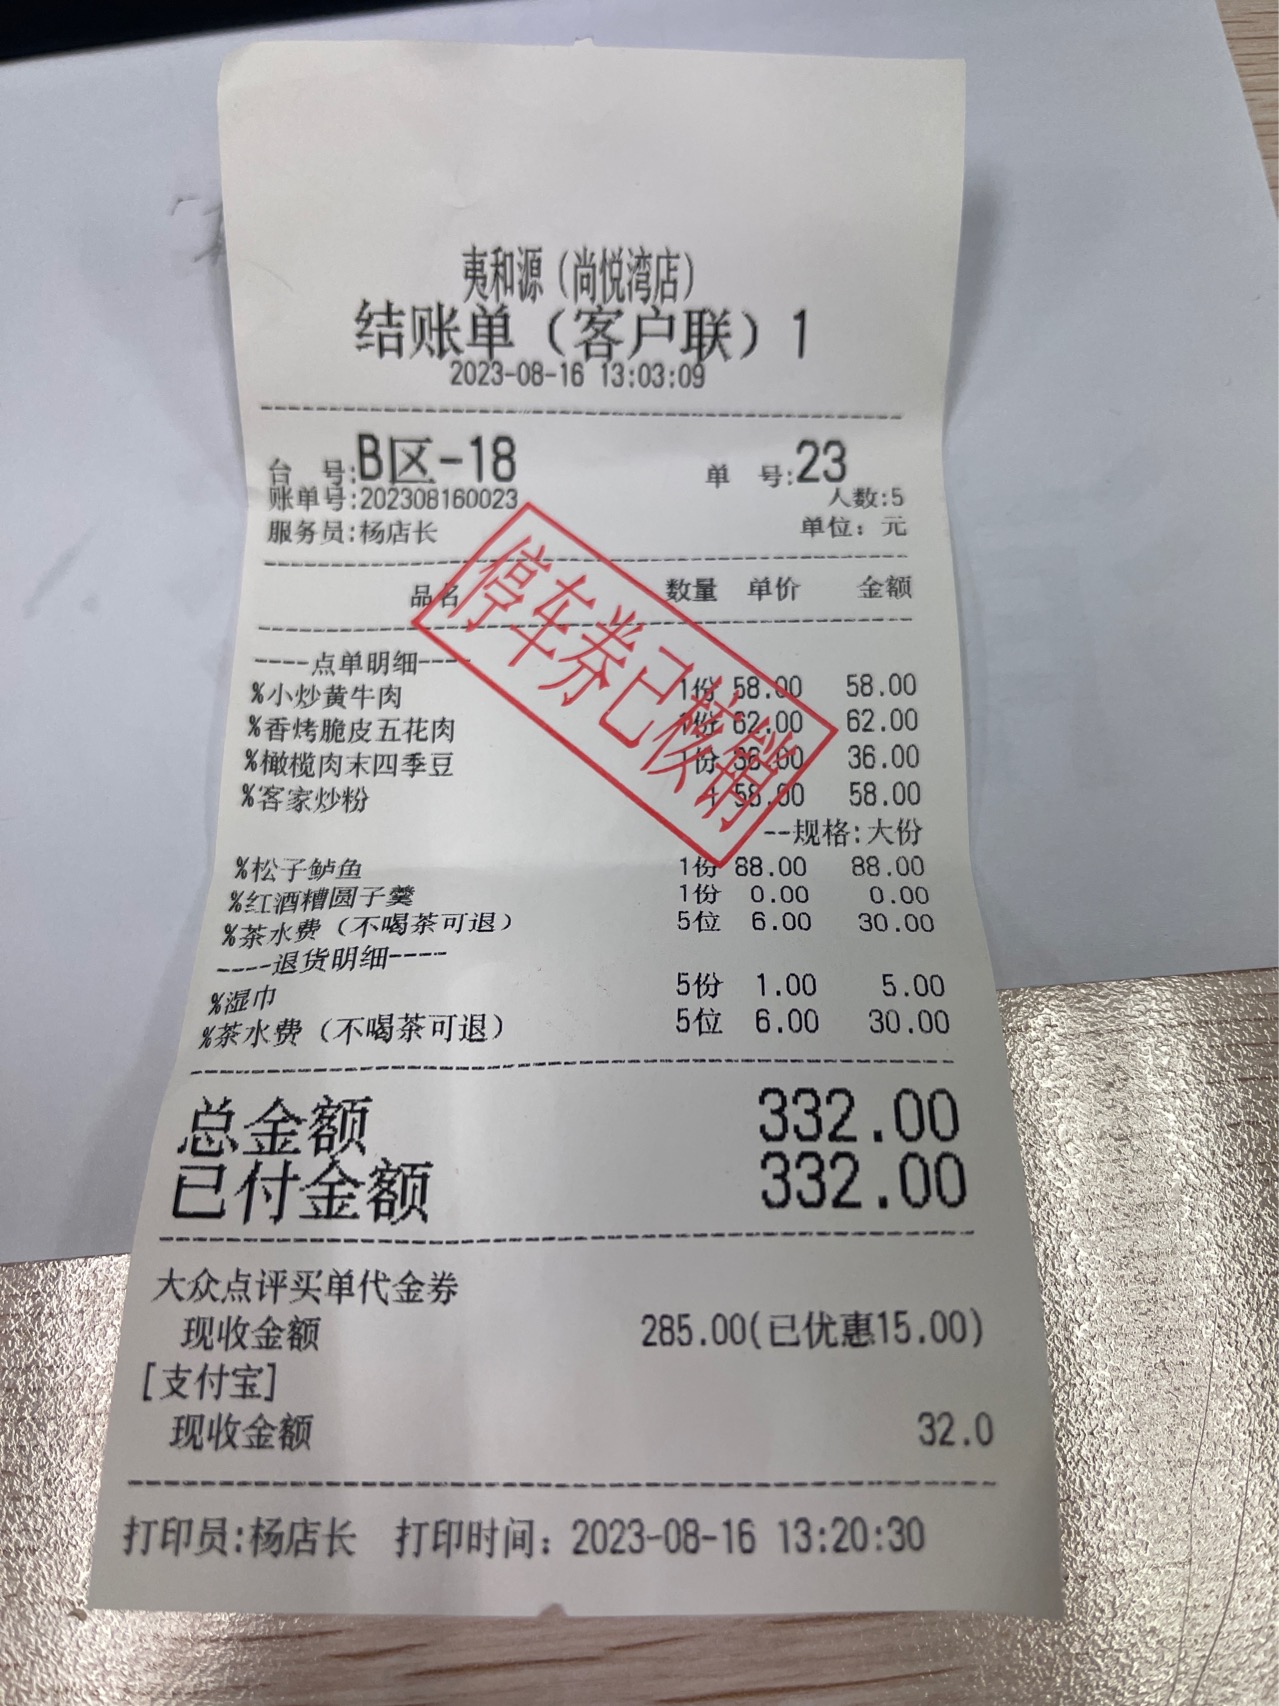 夷和源（尚悦湾店）
结账单（客户联）1
2023-08-16 13:03:09
台 号:B区-18 单 号:23
账单号:202308160023 人数:5
服务员:杨店长 单位：元
品名 数量 单价 金额
----点单明细----
%小炒黄牛肉 1份 58.00 58.00
%香烤脆皮五花肉 1份 62.00 62.00
%橄榄肉末四季豆 份 36.00 36.00
%客家炒粉 58.00 58.00
--规格:大份
%松子鲈鱼 1份 88.00 88.00
%红酒糟圆子羹 1份 0.00 0.00
%茶水费（不喝茶可退） 5位 6.00 30.00
----退货明细----
%湿巾 5份 1.00 5.00
%茶水费（不喝茶可退） 5位 6.00 30.00
总金额 332.00
已付金额 332.00
大众点评买单代金券
现收金额 285.00(已优惠15.00)
[支付宝]
现收金额 32.0
打印员:杨店长 打印时间：2023-08-16 13:20:30
停车券已核销